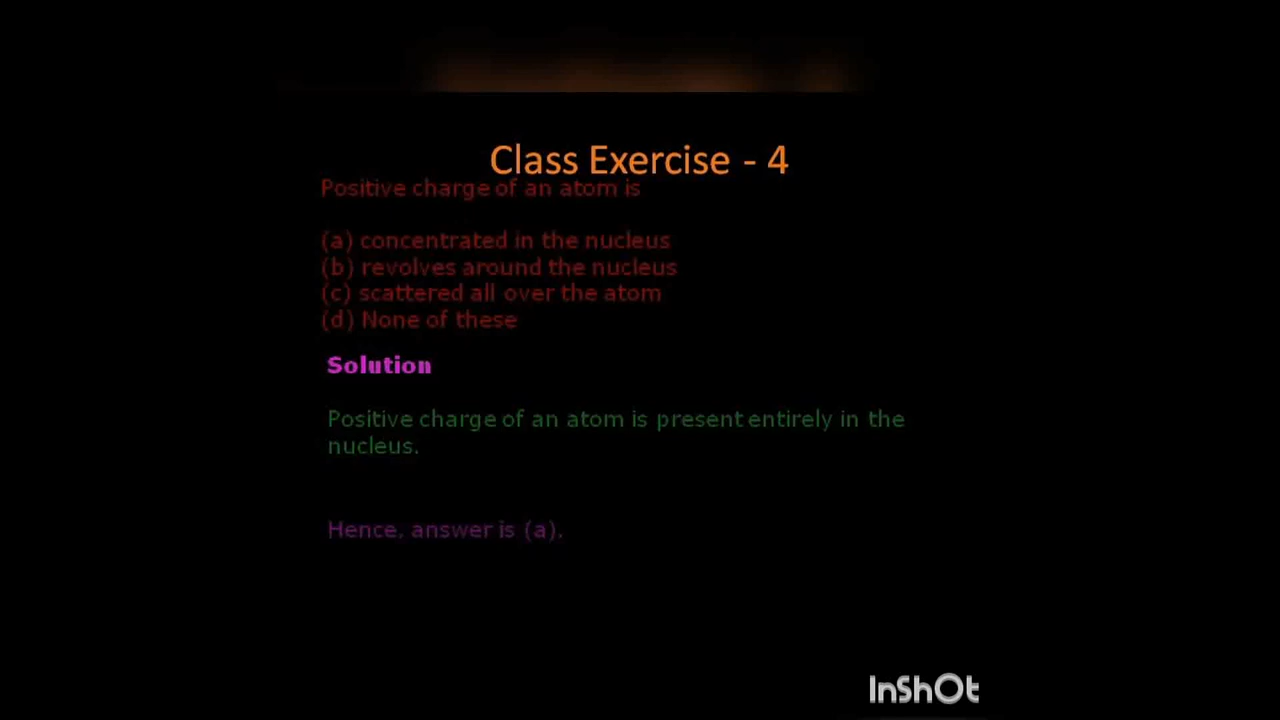 Class Exercise - 4
Positive charge of an atom is
(a) concentrated in the nucleus
(b) revolves around the nucleus
(c) scattered all over the atom
(d) None of these
Solution
Positive charge of an atom is present entirely in the
nucleus.
Hence, answer is (a).
InShOt